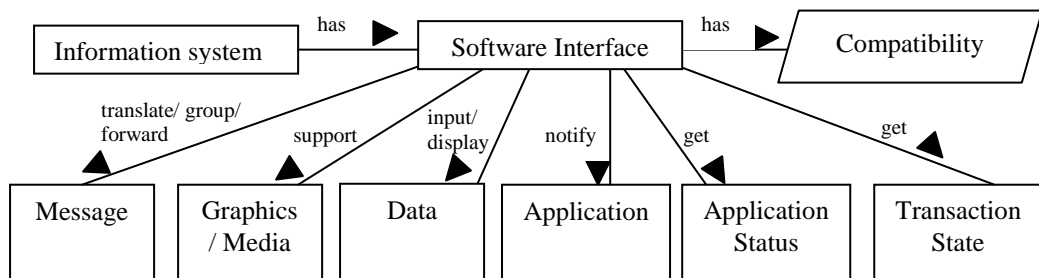 has
has
Information system
Software Interface
Compatibility
translate/ group/
forward
support
input/
display
notify
get
get
Message
Graphics
/ Media
Data
Application
Application
Status
Transaction
State